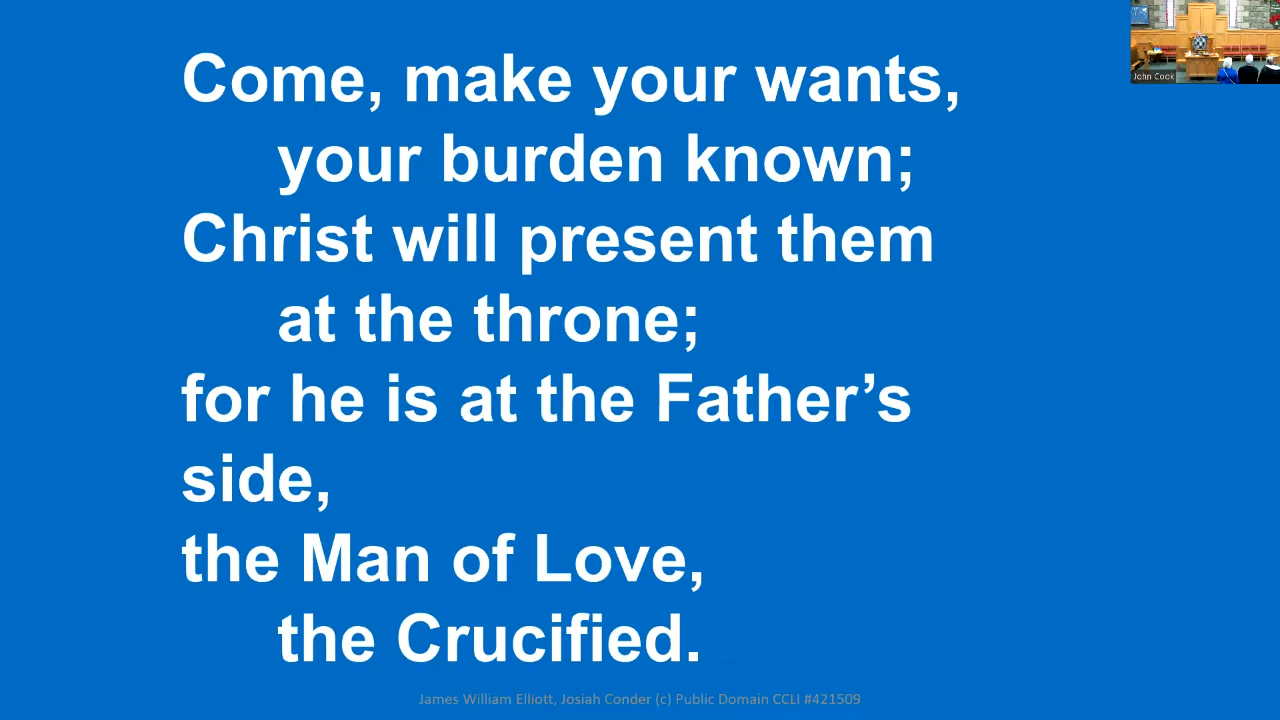 Come, make your wants,
your burden known;
Christ will present them
at the throne;
for he is at the Father’s
side,
the Man of Love,
the Crucified.
James William Elliott, Josiah Conder (c) Public Domain CCLI #421509
John Cook